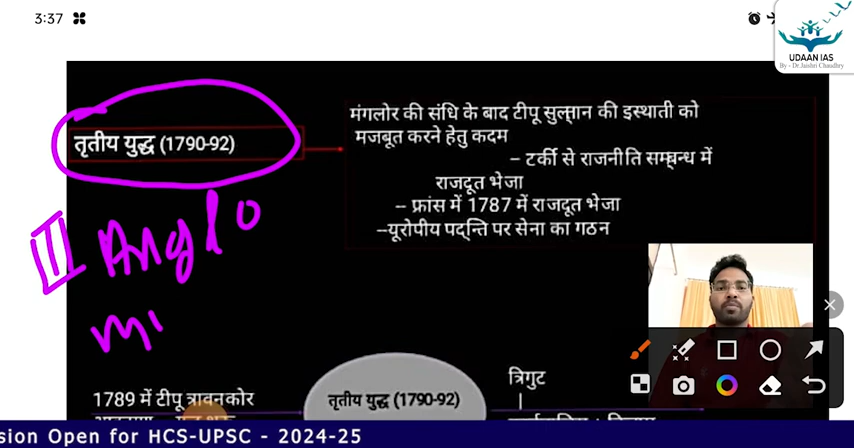 3:37
UDAAN IAS
By - Dr.Jaishri Chaudhry
तृतीय युद्ध (1790-92)
मंगलोर की संधि के बाद टीपू सुल्तान की इस्थाती को
मजबूत करने हेतु कदम
– टर्की से राजनीति सम्बन्ध में
राजदूत भेजा
– फ्रांस में 1787 में राजदूत भेजा
–यूरोपीय पद्न्ति पर सेना का गठन
III Anglo
1789 में टीपू त्रावनकोर
तृतीय युद्ध (1790-92)
त्रिगुट
sion Open for HCS-UPSC - 2024-25